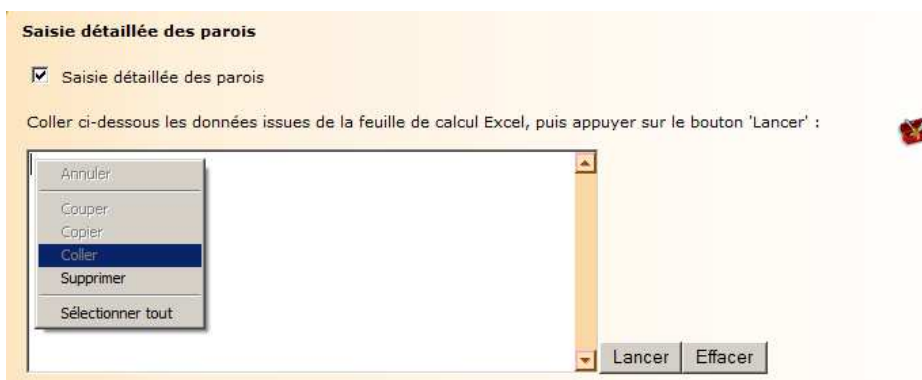 Saisie détaillée des parois
Saisie détaillée des parois
Coller ci-dessous les données issues de la feuille de calcul Excel, puis appuyer sur le bouton 'Lancer' :
Annuler
Couper
Copier
Coller
Supprimer
Sélectionner tout
Lancer Effacer